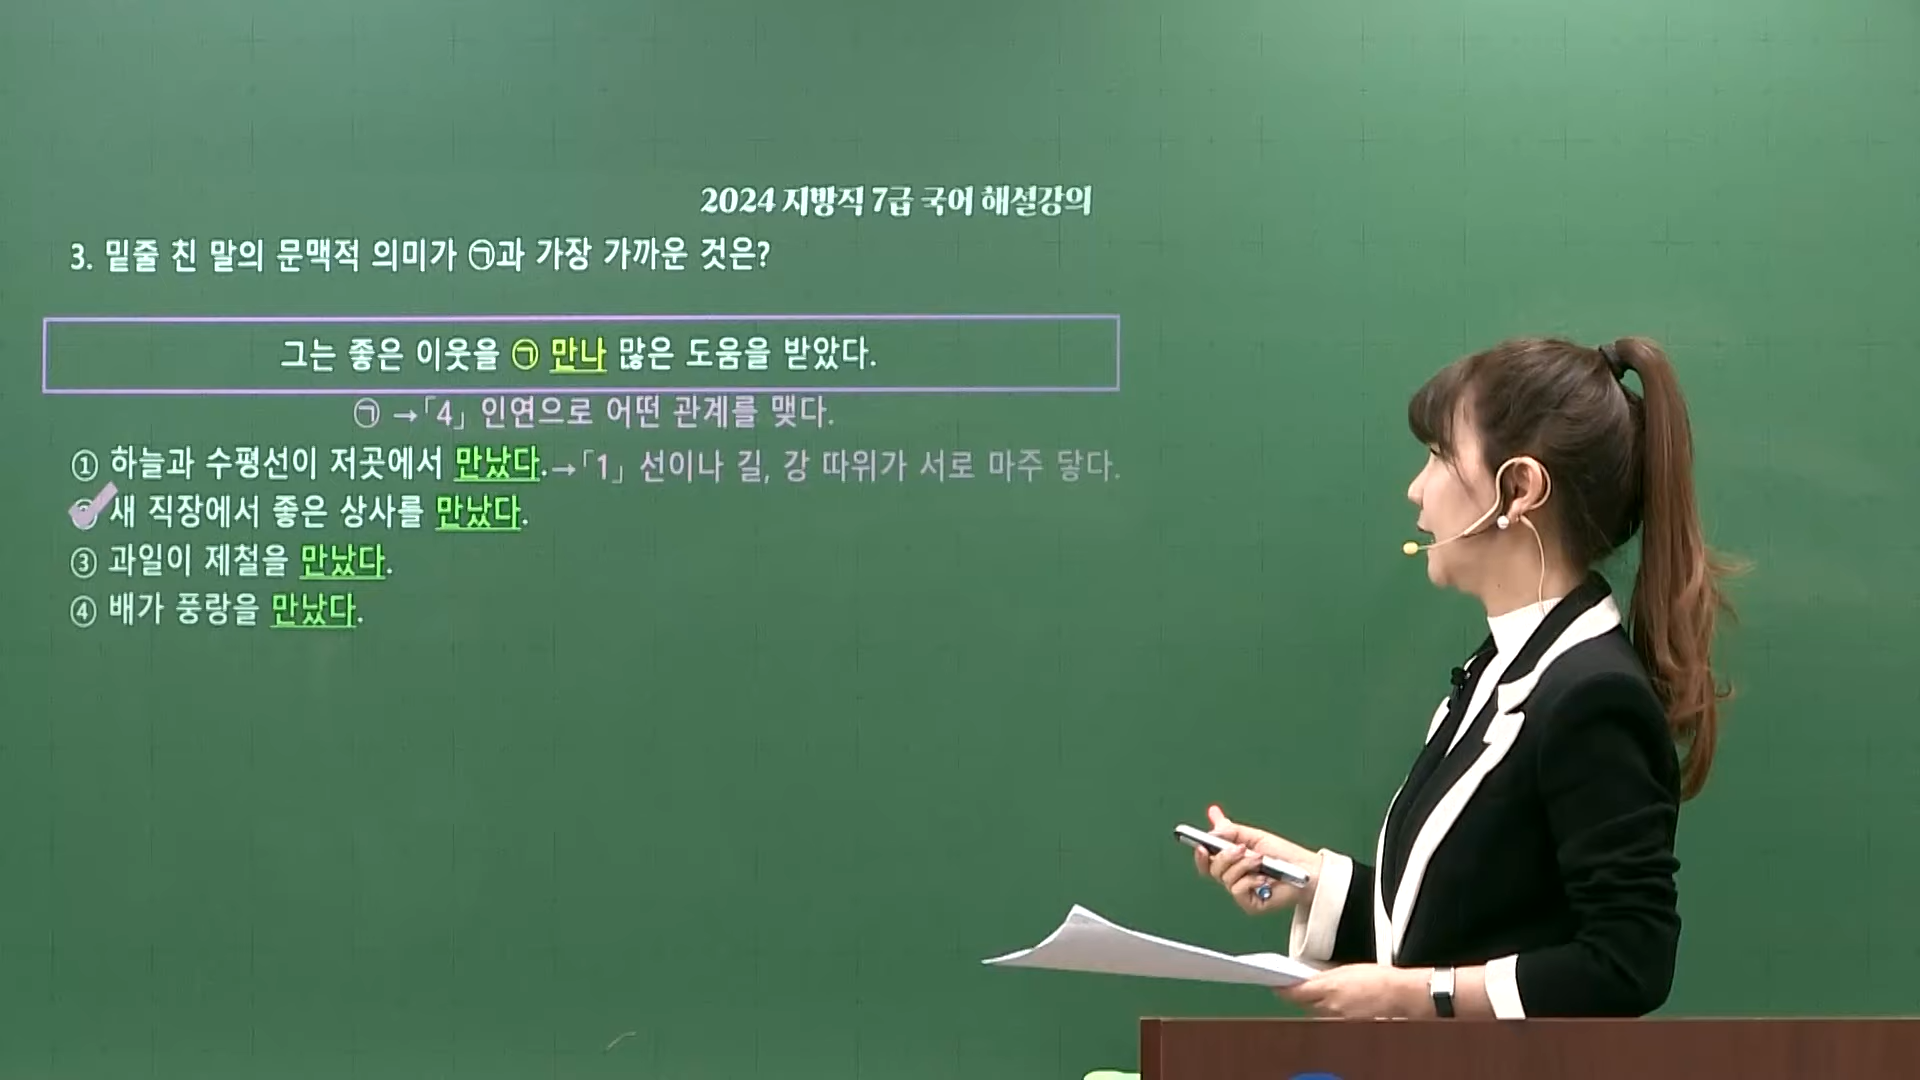 2024 지방직 7급 국어 해설강의
3. 밑줄 친 말의 문맥적 의미가 ㉠과 가장 가까운 것은?
그는 좋은 이웃을 ㉠ 만나 많은 도움을 받았다.
㉠ →「4」 인연으로 어떤 관계를 맺다.
① 하늘과 수평선이 저곳에서 만났다.→「1」 선이나 길, 강 따위가 서로 마주 닿다.
새 직장에서 좋은 상사를 만났다.
③ 과일이 제철을 만났다.
④ 배가 풍랑을 만났다.